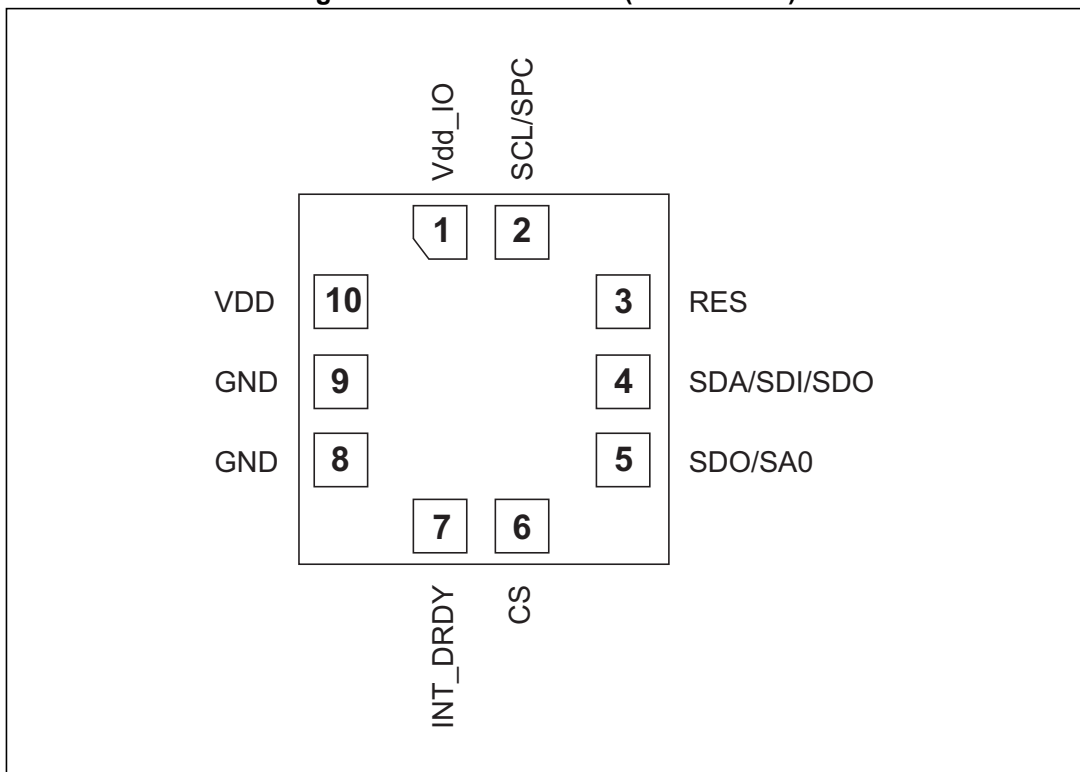 Vdd_IO
SCL/SPC
1 2
VDD 10 3 RES
GND 9 4 SDA/SDI/SDO
GND 8 5 SDO/SA0
7 6
INT_DRDY
CS